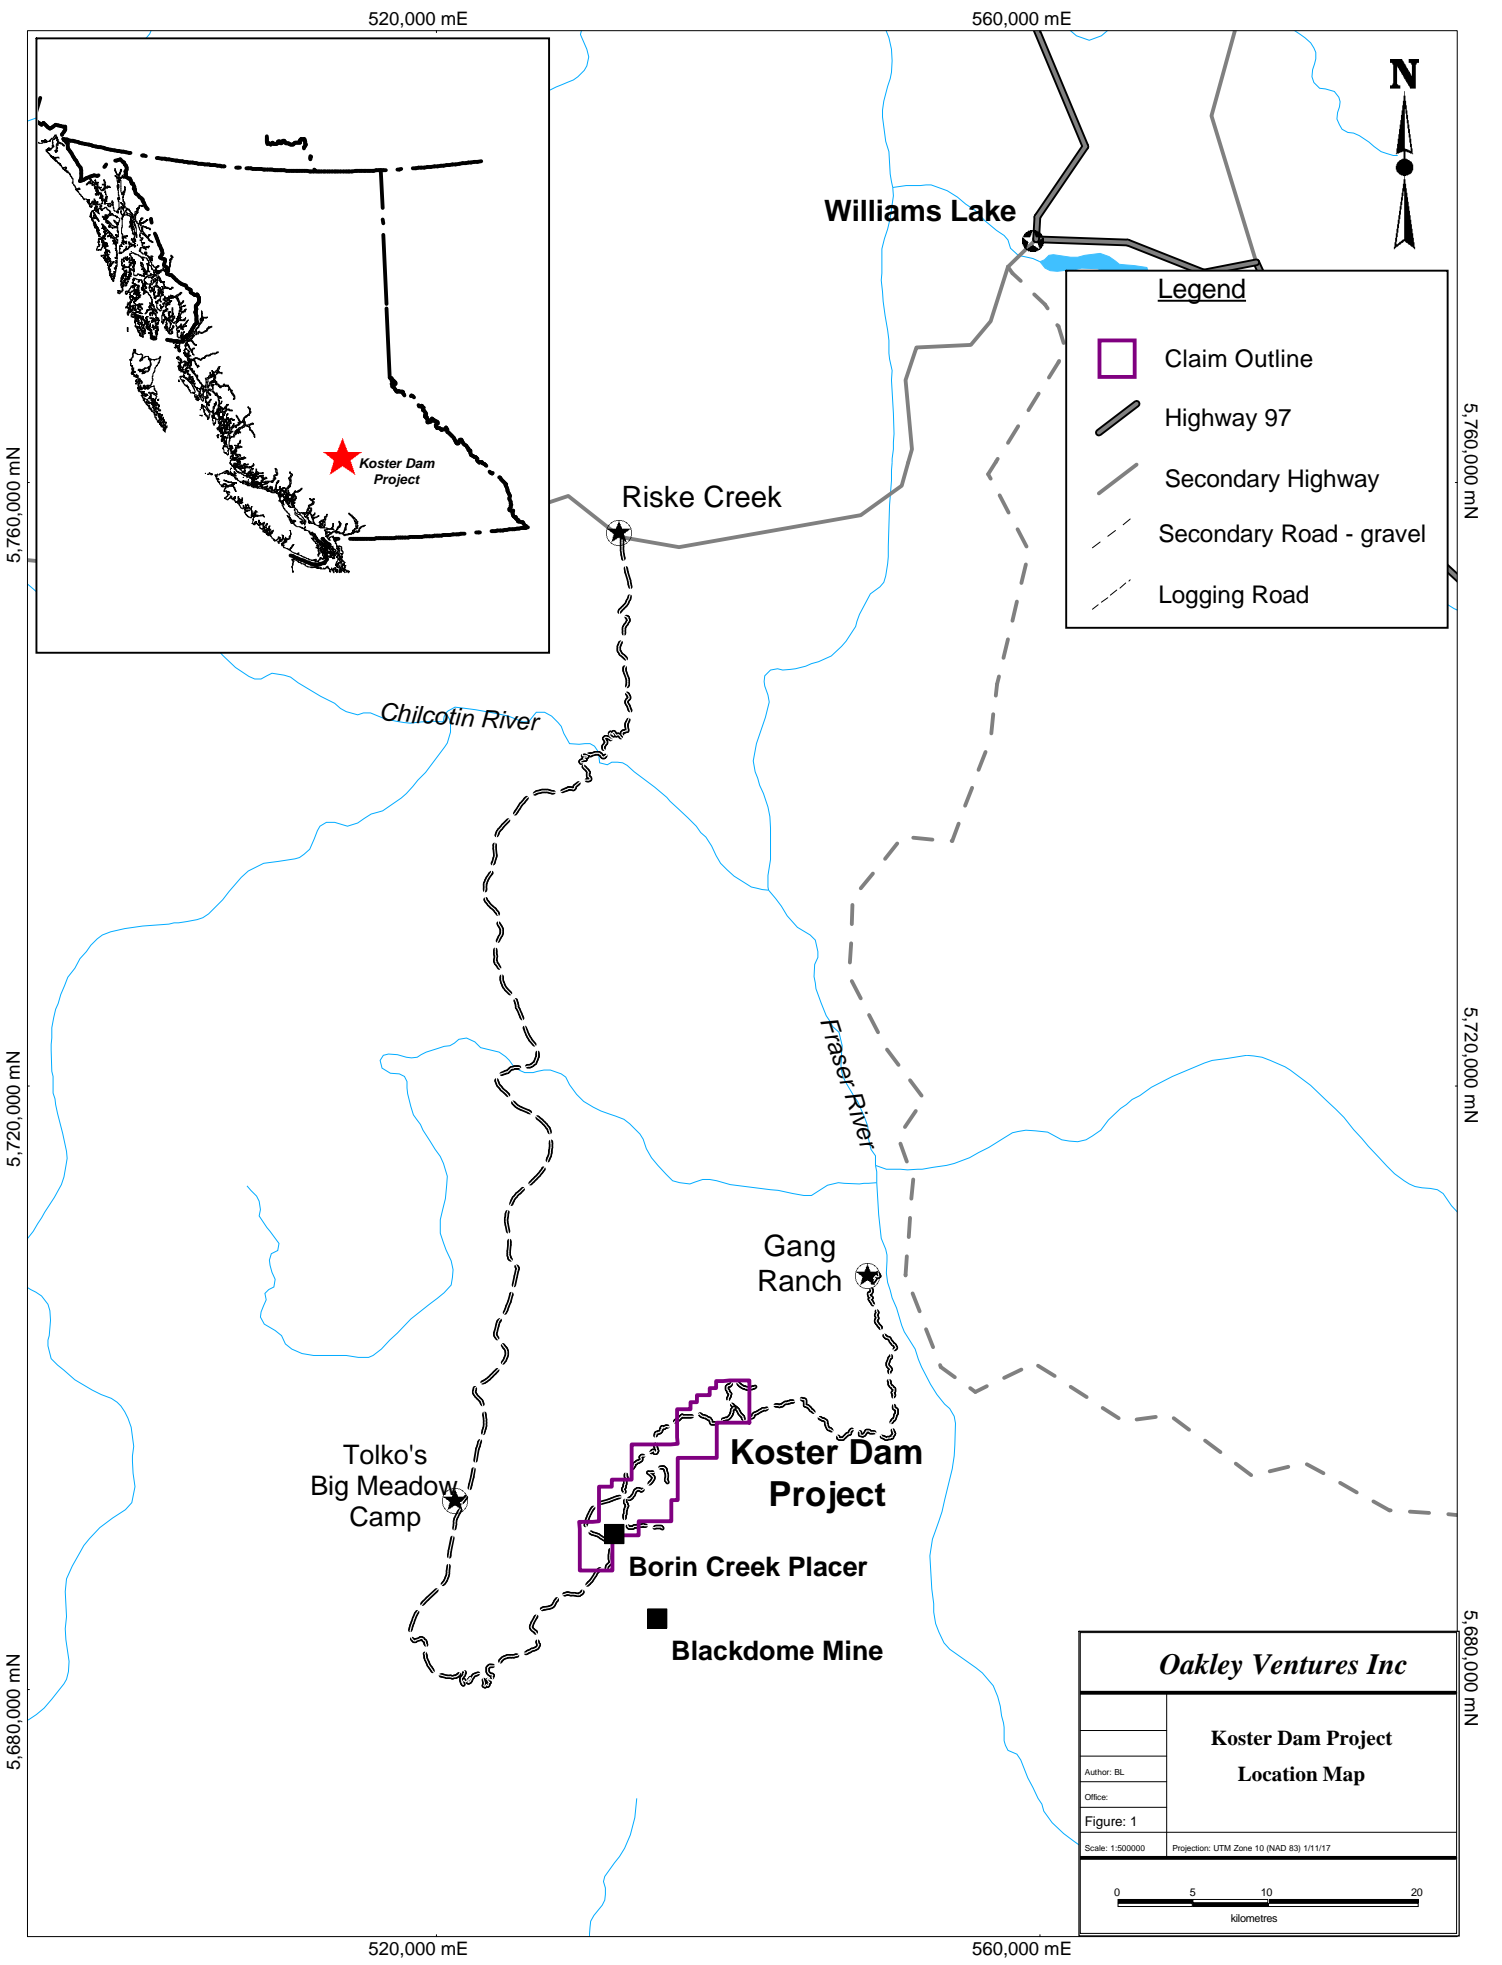 520,000 mE
560,000 mE
N
Williams Lake
Legend
Claim Outline
Highway 97
Secondary Highway
Secondary Road - gravel
Logging Road
Koster Dam
Project
5,760,000 mN
5,760,000 mN
Riske Creek
Chilcotin River
Fraser River
5,720,000 mN
5,720,000 mN
Gang
Ranch
Koster Dam
Project
Tolko's
Big Meadow
Camp
Borin Creek Placer
Blackdome Mine
5,680,000 mN
5,680,000 mN
Oakley Ventures Inc
Koster Dam Project
Location Map
Author: BL
Office:
Figure: 1
Scale: 1:500000
Projection: UTM Zone 10 (NAD 83) 1/11/17
0 5 10 20
kilometres
520,000 mE
560,000 mE